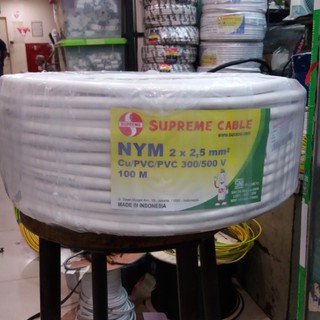 SUPREME CABLE
NYM 2 x 2,5 mm²
Cu/PVC/PVC 300/500 V
100 M
MADE IN INDONESIA